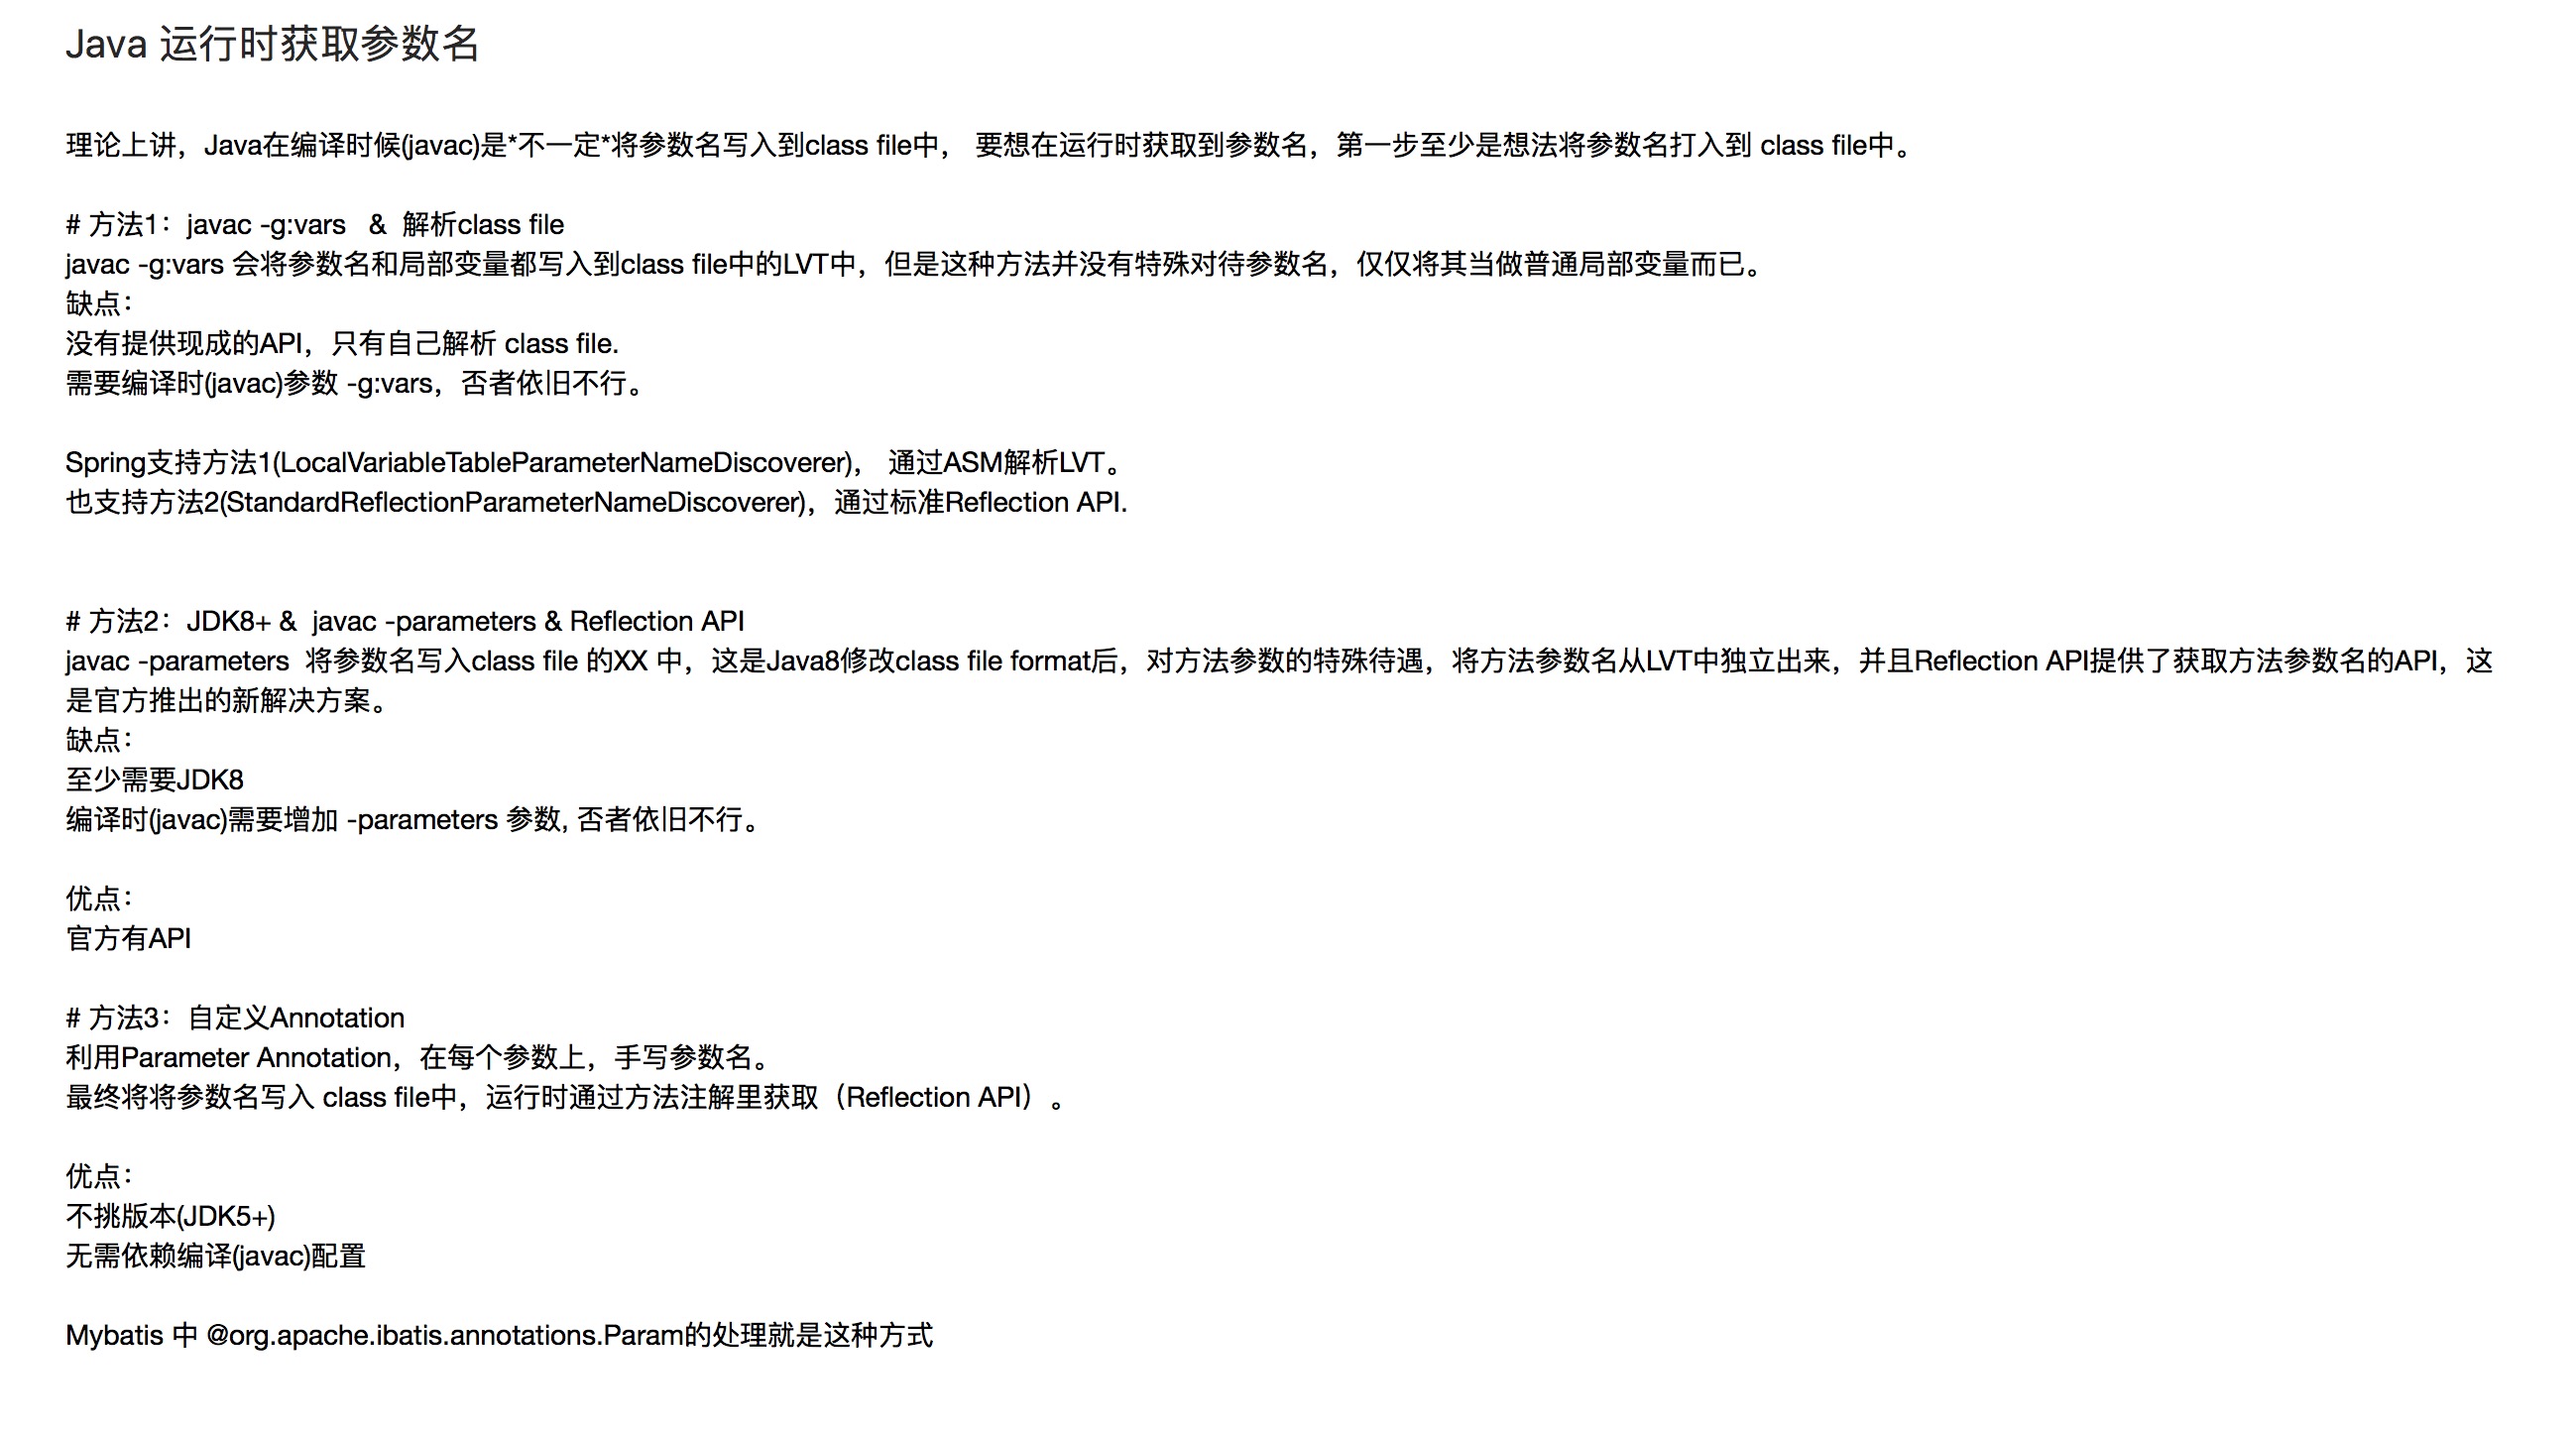 Java 运行时获取参数名
理论上讲，Java在编译时候(javac)是*不一定*将参数名写入到class file中， 要想在运行时获取到参数名，第一步至少是想法将参数名打入到 class file中。
# 方法1：javac -g:vars  &  解析class file
javac -g:vars 会将参数名和局部变量都写入到class file中的LVT中，但是这种方法并没有特殊对待参数名，仅仅将其当做普通局部变量而已。
缺点：
没有提供现成的API，只有自己解析 class file.
需要编译时(javac)参数 -g:vars，否者依旧不行。
Spring支持方法1(LocalVariableTableParameterNameDiscoverer)， 通过ASM解析LVT。
也支持方法2(StandardReflectionParameterNameDiscoverer)，通过标准Reflection API.
# 方法2：JDK8+ &  javac -parameters & Reflection API
javac -parameters  将参数名写入class file 的XX 中，这是Java8修改class file format后，对方法参数的特殊待遇，将方法参数名从LVT中独立出来，并且Reflection API提供了获取方法参数名的API，这
是官方推出的新解决方案。
缺点：
至少需要JDK8
编译时(javac)需要增加 -parameters 参数, 否者依旧不行。
优点：
官方有API
# 方法3：自定义Annotation
利用Parameter Annotation，在每个参数上，手写参数名。
最终将将参数名写入 class file中，运行时通过方法注解里获取（Reflection API）。
优点：
不挑版本(JDK5+)
无需依赖编译(javac)配置
Mybatis 中 @org.apache.ibatis.annotations.Param的处理就是这种方式